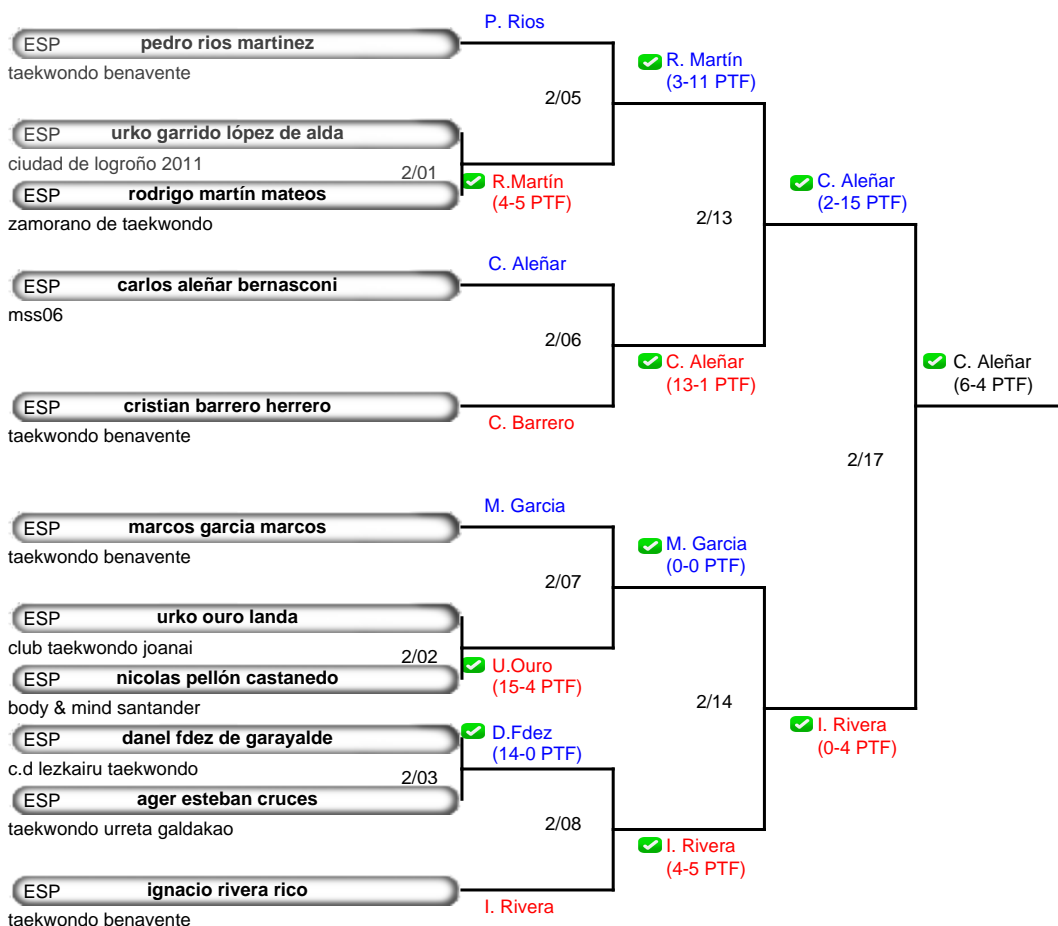 P. Rios
ESP pedro rios martinez
taekwondo benavente
R. Martín
(3-11 PTF)
2/05
ESP urko garrido lópez de alda
ciudad de logroño 2011
2/01
R.Martín
(4-5 PTF)
ESP rodrigo martín mateos
zamorano de taekwondo
C. Aleñar
(2-15 PTF)
2/13
C. Aleñar
ESP carlos aleñar bernasconi
mss06
2/06
C. Aleñar
(13-1 PTF)
C. Aleñar
(6-4 PTF)
ESP cristian barrero herrero
C. Barrero
taekwondo benavente
2/17
M. Garcia
ESP marcos garcia marcos
taekwondo benavente
M. Garcia
(0-0 PTF)
2/07
ESP urko ouro landa
club taekwondo joanai
2/02
U.Ouro
(15-4 PTF)
ESP nicolas pellón castanedo
body & mind santander
2/14
I. Rivera
(0-4 PTF)
ESP danel fdez de garayalde
D.Fdez
(14-0 PTF)
c.d lezkairu taekwondo
2/03
ESP ager esteban cruces
taekwondo urreta galdakao
2/08
I. Rivera
(4-5 PTF)
ESP ignacio rivera rico
I. Rivera
taekwondo benavente